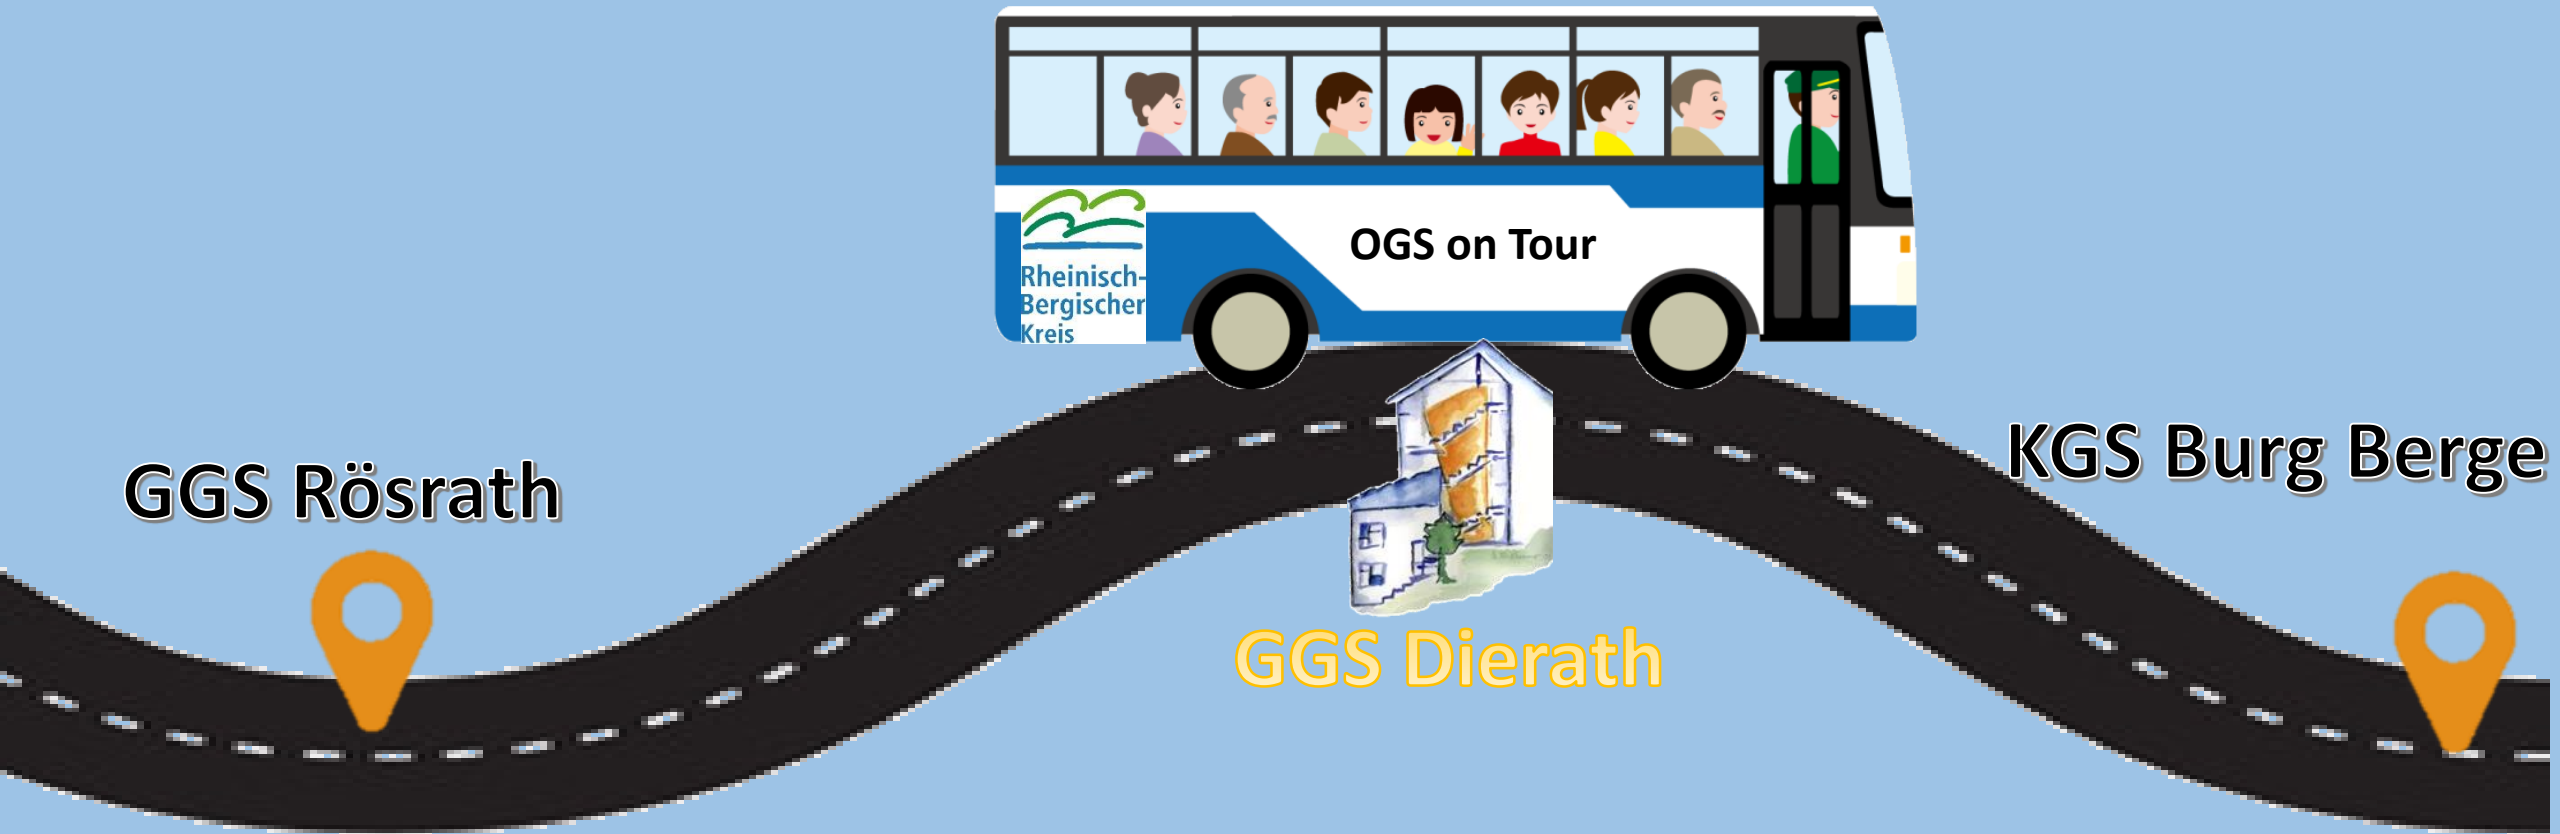 OGS on Tour
Rheinisch-
Bergischer
Kreis
GGS Rösrath
KGS Burg Berge
GGS Dierath